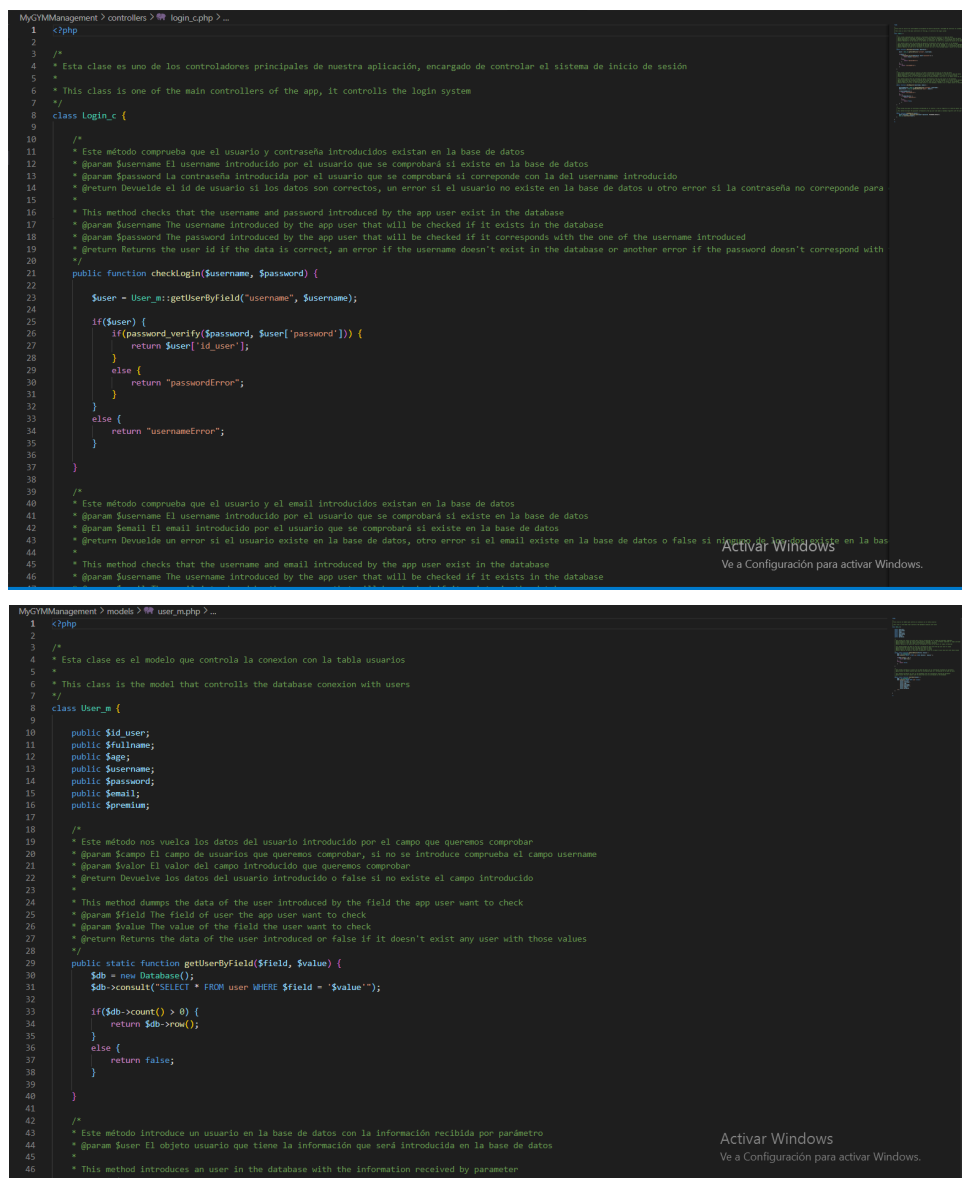 MyGYMManagement > controllers > login_c.php > ...
1 <?php
2
3 /*
4 * Esta clase es uno de los controladores principales de nuestra aplicación, encargado de controlar el sistema de inicio de sesión
5 *
6 * This class is one of the main controllers of the app, it controlls the login system
7 */
8 class Login_c {
9
10 /*
11 * Este método comprueba que el usuario y contraseña introducidos existan en la base de datos
12 * @param $username El username introducido por el usuario que se comprobará si existe en la base de datos
13 * @param $password La contraseña introducida por el usuario que se comprobará si correponde con la del username introducido
14 * @return Devuelde el id de usuario si los datos son correctos, un error si el usuario no existe en la base de datos u otro error si la contraseña no correponde para
15 *
16 * This method checks that the username and password introduced by the app user exist in the database
17 * @param $username The username introduced by the app user that will be checked if it exists in the database
18 * @param $password The password introduced by the app user that will be checked if it corresponds with the one of the username introduced
19 * @return Returns the user id if the data is correct, an error if the username doesn't exist in the database or another error if the password doesn't correspond with
20 */
21 public function checkLogin($username, $password) {
22
23 $user = User_m::getUserByField("username", $username);
24
25 if($user) {
26 if(password_verify($password, $user['password'])) {
27 return $user['id_user'];
28 }
29 else {
30 return "passwordError";
31 }
32 }
33 else {
34 return "usernameError";
35 }
36
37 }
38
39 /*
40 * Este método comprueba que el usuario y el email introducidos existan en la base de datos
41 * @param $username El username introducido por el usuario que se comprobará si existe en la base de datos
42 * @param $email El email introducido por el usuario que se comprobará si existe en la base de datos
43 * @return Devuelde un error si el usuario existe en la base de datos, otro error si el email existe en la base de datos o false si ninguno de los dos existe en la bas
44 *
Activar Windows
45 * This method checks that the username and email introduced by the app user exist in the database
Ve a Configuración para activar Windows.
46 * @param $username The username introduced by the app user that will be checked if it exists in the database
MyGYMManagement > models > user_m.php > ...
1 <?php
2
3 /*
4 * Esta clase es el modelo que controla la conexion con la tabla usuarios
5 *
6 * This class is the model that controlls the database conexion with users
7 */
8 class User_m {
9
10 public $id_user;
11 public $fullname;
12 public $age;
13 public $username;
14 public $password;
15 public $email;
16 public $premium;
17
18 /*
19 * Este método nos vuelca los datos del usuario introducido por el campo que queremos comprobar
20 * @param $campo El campo de usuarios que queremos comprobar, si no se introduce comprueba el campo username
21 * @param $valor El valor del campo introducido que queremos comprobar
22 * @return Devuelve los datos del usuario introducido o false si no existe el campo introducido
23 *
24 * This method dummps the data of the user introduced by the field the app user want to check
25 * @param $field The field of user the app user want to check
26 * @param $value The value of the field the user want to check
27 * @return Returns the data of the user introduced or false if it doesn't exist any user with those values
28 */
29 public static function getUserByField($field, $value) {
30 $db = new Database();
31 $db->consult("SELECT * FROM user WHERE $field = '$value'");
32
33 if($db->count() > 0) {
34 return $db->row();
35 }
36 else {
37 return false;
38 }
39
40 }
41
42 /*
43 * Este método introduce un usuario en la base de datos con la información recibida por parámetro
Activar Windows
44 * @param $user El objeto usuario que tiene la información que será introducida en la base de datos
45 *
Ve a Configuración para activar Windows.
46 * This method introduces an user in the database with the information received by parameter